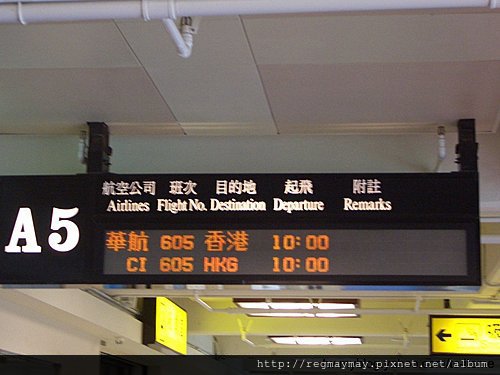 航空公司 班次 目的地 起飛 附註
Airlines Flight No. Destination Departure Remarks
A5
華航 605 香港 10:00
CI 605 HKG 10:00
http://regmaymay.pixnet.net/album